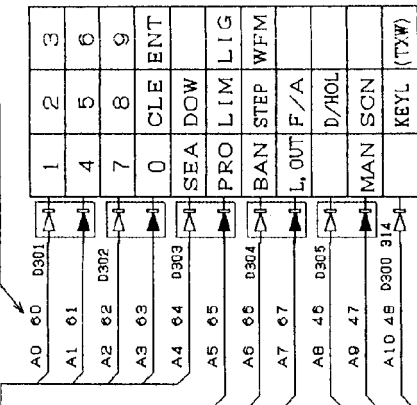 1 2 3
4 5 6
7 8 9
0 CLE ENT
SEA DOW
PRO LIM LIG
BAN STEP WFM
L,OUT F/A
D/HOL
MAN SCN
KEYL (TXW)
D301
D302
D303
D304
D305
D300 314
A0 60
A1 61
A2 62
A3 63
A4 64
A5 65
A6 66
A7 67
A8 46
A9 47
A10 48